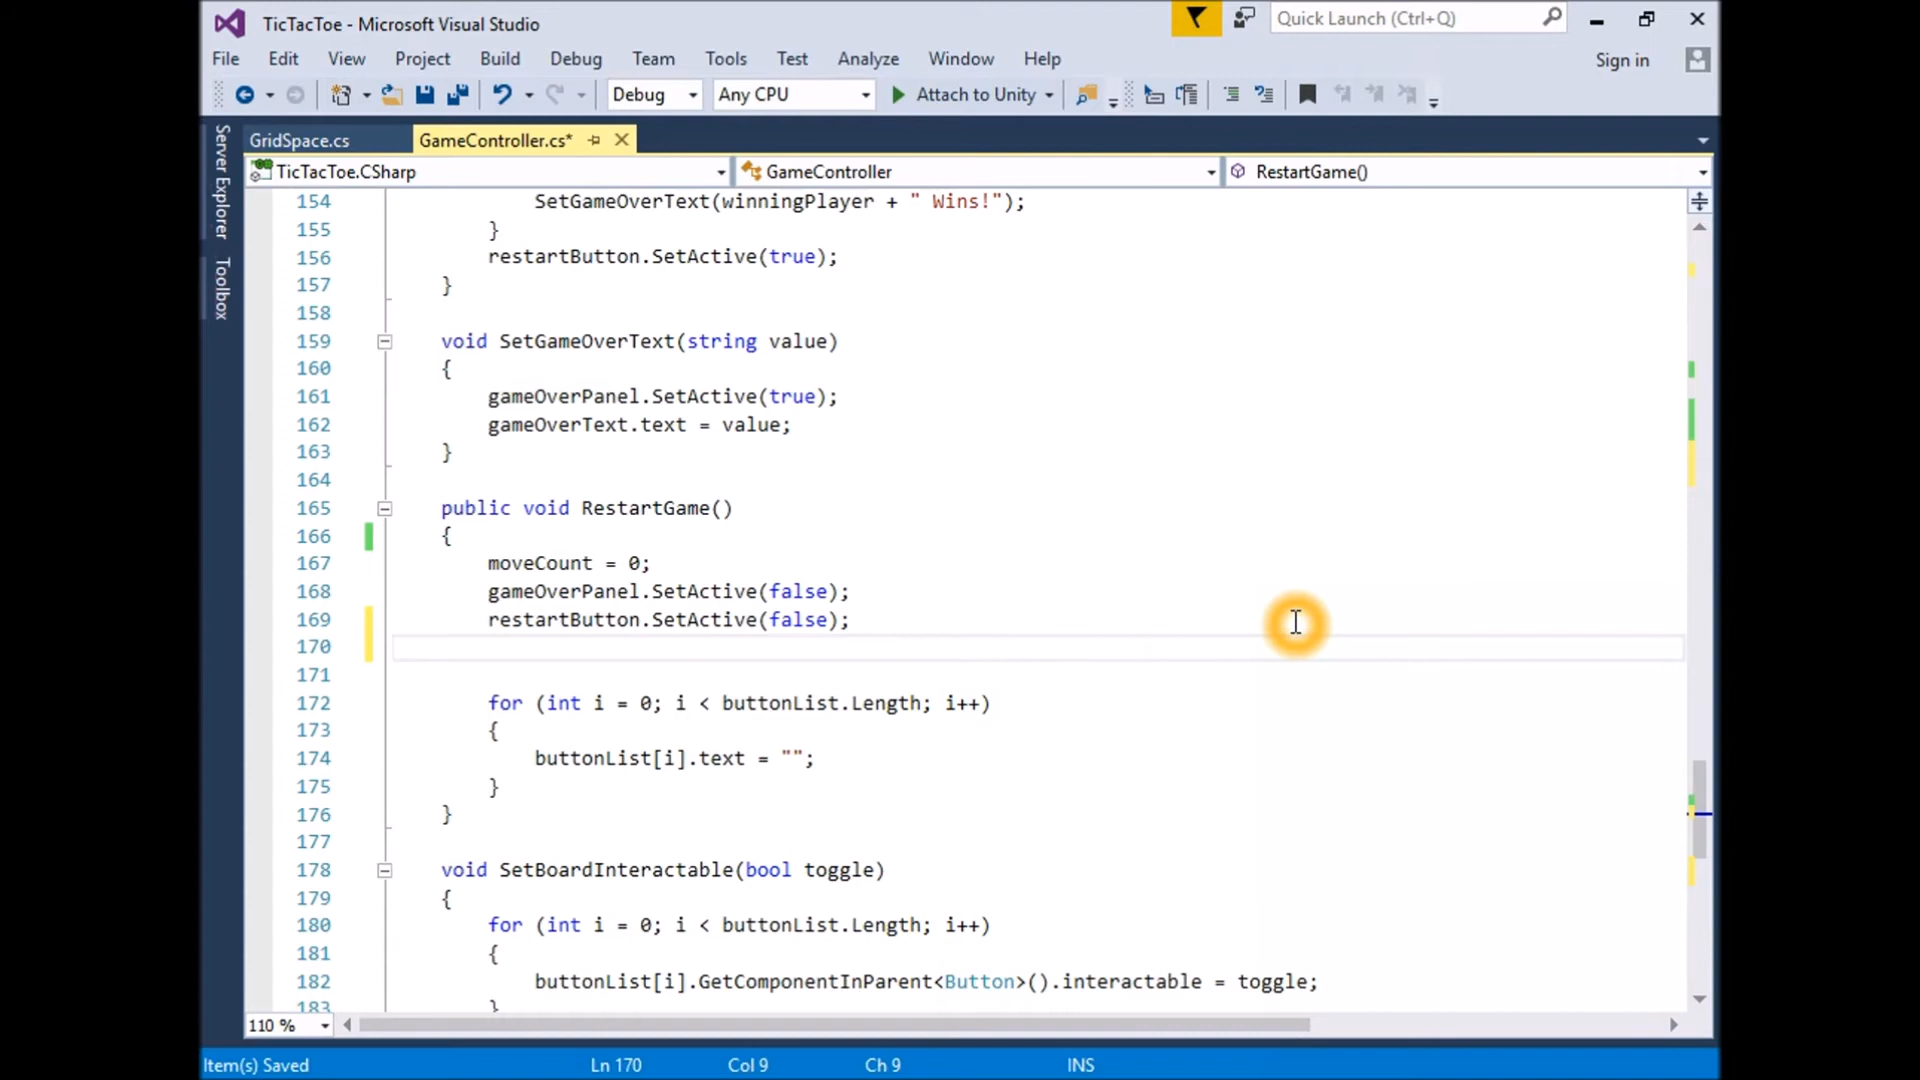 TicTacToe - Microsoft Visual Studio
Quick Launch (Ctrl+Q)
File Edit View Project Build Debug Team Tools Test Analyze Window Help
Sign in
Debug Any CPU Attach to Unity
Server Explorer
Toolbox
GridSpace.cs GameController.cs*
TicTacToe.CSharp GameController RestartGame()
154 SetGameOverText(winningPlayer + " Wins!");
155 }
156 restartButton.SetActive(true);
157 }
158
159 void SetGameOverText(string value)
160 {
161 gameOverPanel.SetActive(true);
162 gameOverText.text = value;
163 }
164
165 public void RestartGame()
166 {
167 moveCount = 0;
168 gameOverPanel.SetActive(false);
169 restartButton.SetActive(false);
170
171
172 for (int i = 0; i < buttonList.Length; i++)
173 {
174 buttonList[i].text = "";
175 }
176 }
177
178 void SetBoardInteractable(bool toggle)
179 {
180 for (int i = 0; i < buttonList.Length; i++)
181 {
182 buttonList[i].GetComponentInParent<Button>().interactable = toggle;
183 }
110 %
Item(s) Saved Ln 170 Col 9 Ch 9 INS